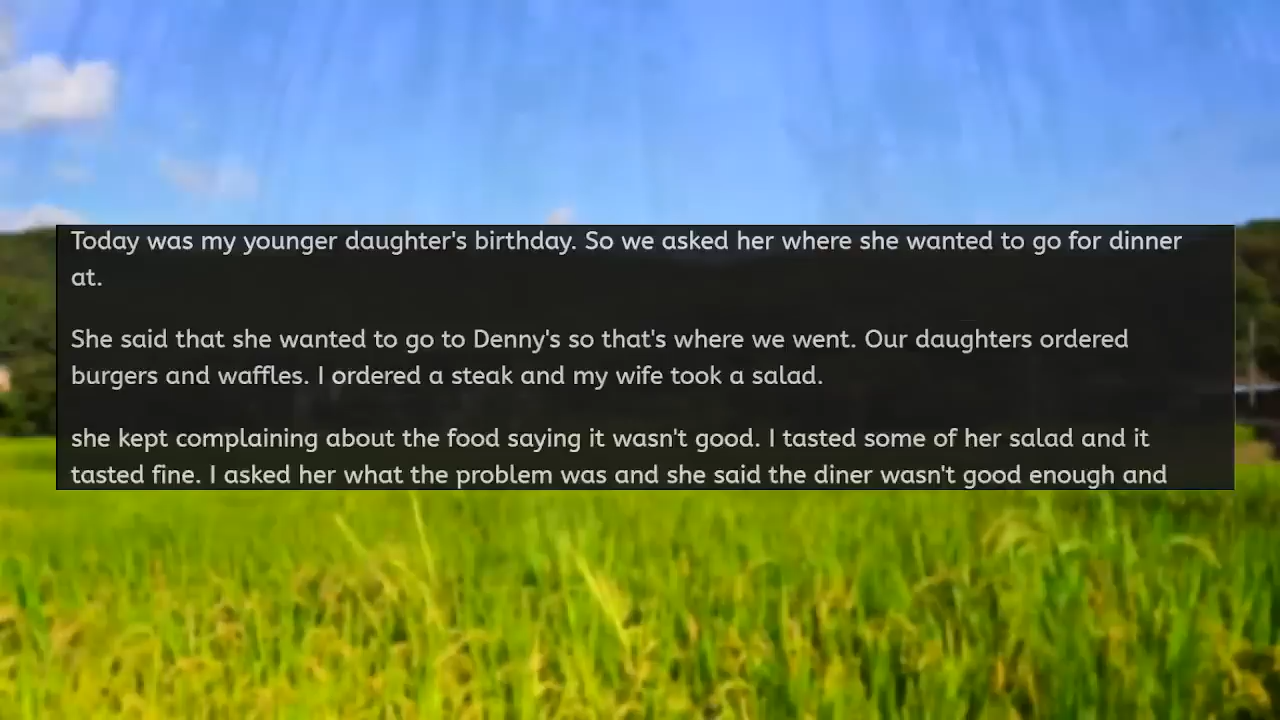 Today was my younger daughter's birthday. So we asked her where she wanted to go for dinner
at.
She said that she wanted to go to Denny's so that's where we went. Our daughters ordered
burgers and waffles. I ordered a steak and my wife took a salad.
she kept complaining about the food saying it wasn't good. I tasted some of her salad and it
tasted fine. I asked her what the problem was and she said the diner wasn't good enough and